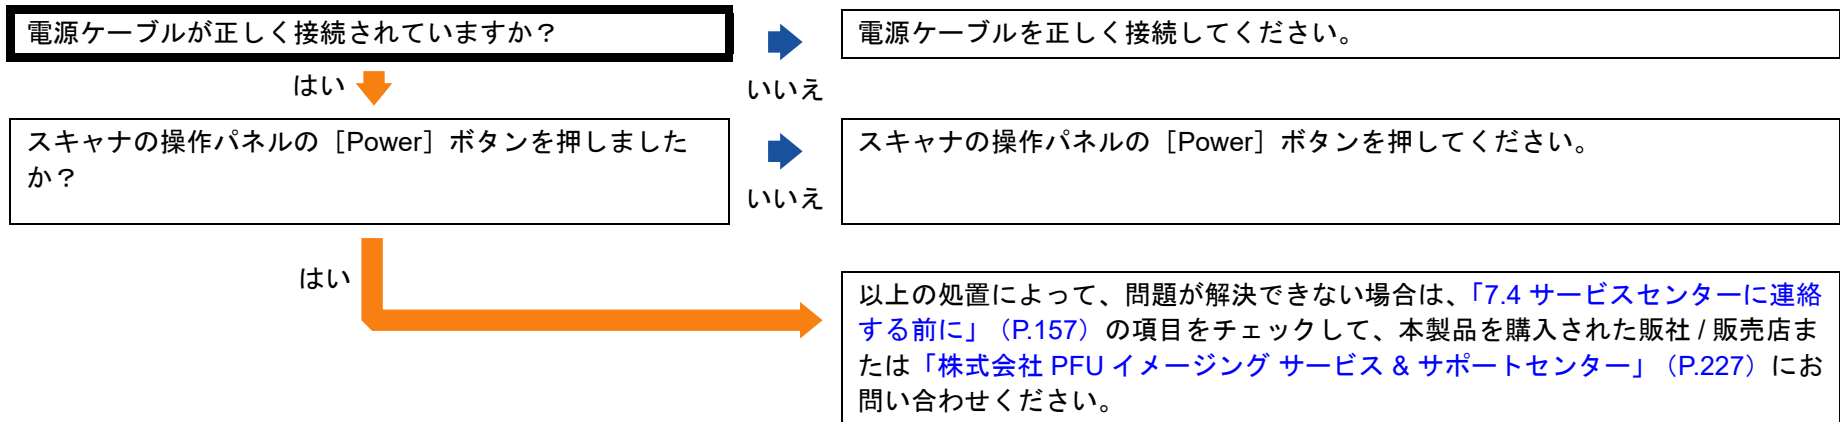 電源ケーブルが正しく接続されていますか？
電源ケーブルを正しく接続してください。
はい
いいえ
スキャナの操作パネルの［Power］ボタンを押しました
か？
スキャナの操作パネルの［Power］ボタンを押してください。
いいえ
はい
以上の処置によって、問題が解決できない場合は、「7.4 サービスセンターに連絡
する前に」（P.157）の項目をチェックして、本製品を購入された販社 / 販売店ま
たは「株式会社 PFU イメージング サービス & サポートセンター」（P.227）にお
問い合わせください。